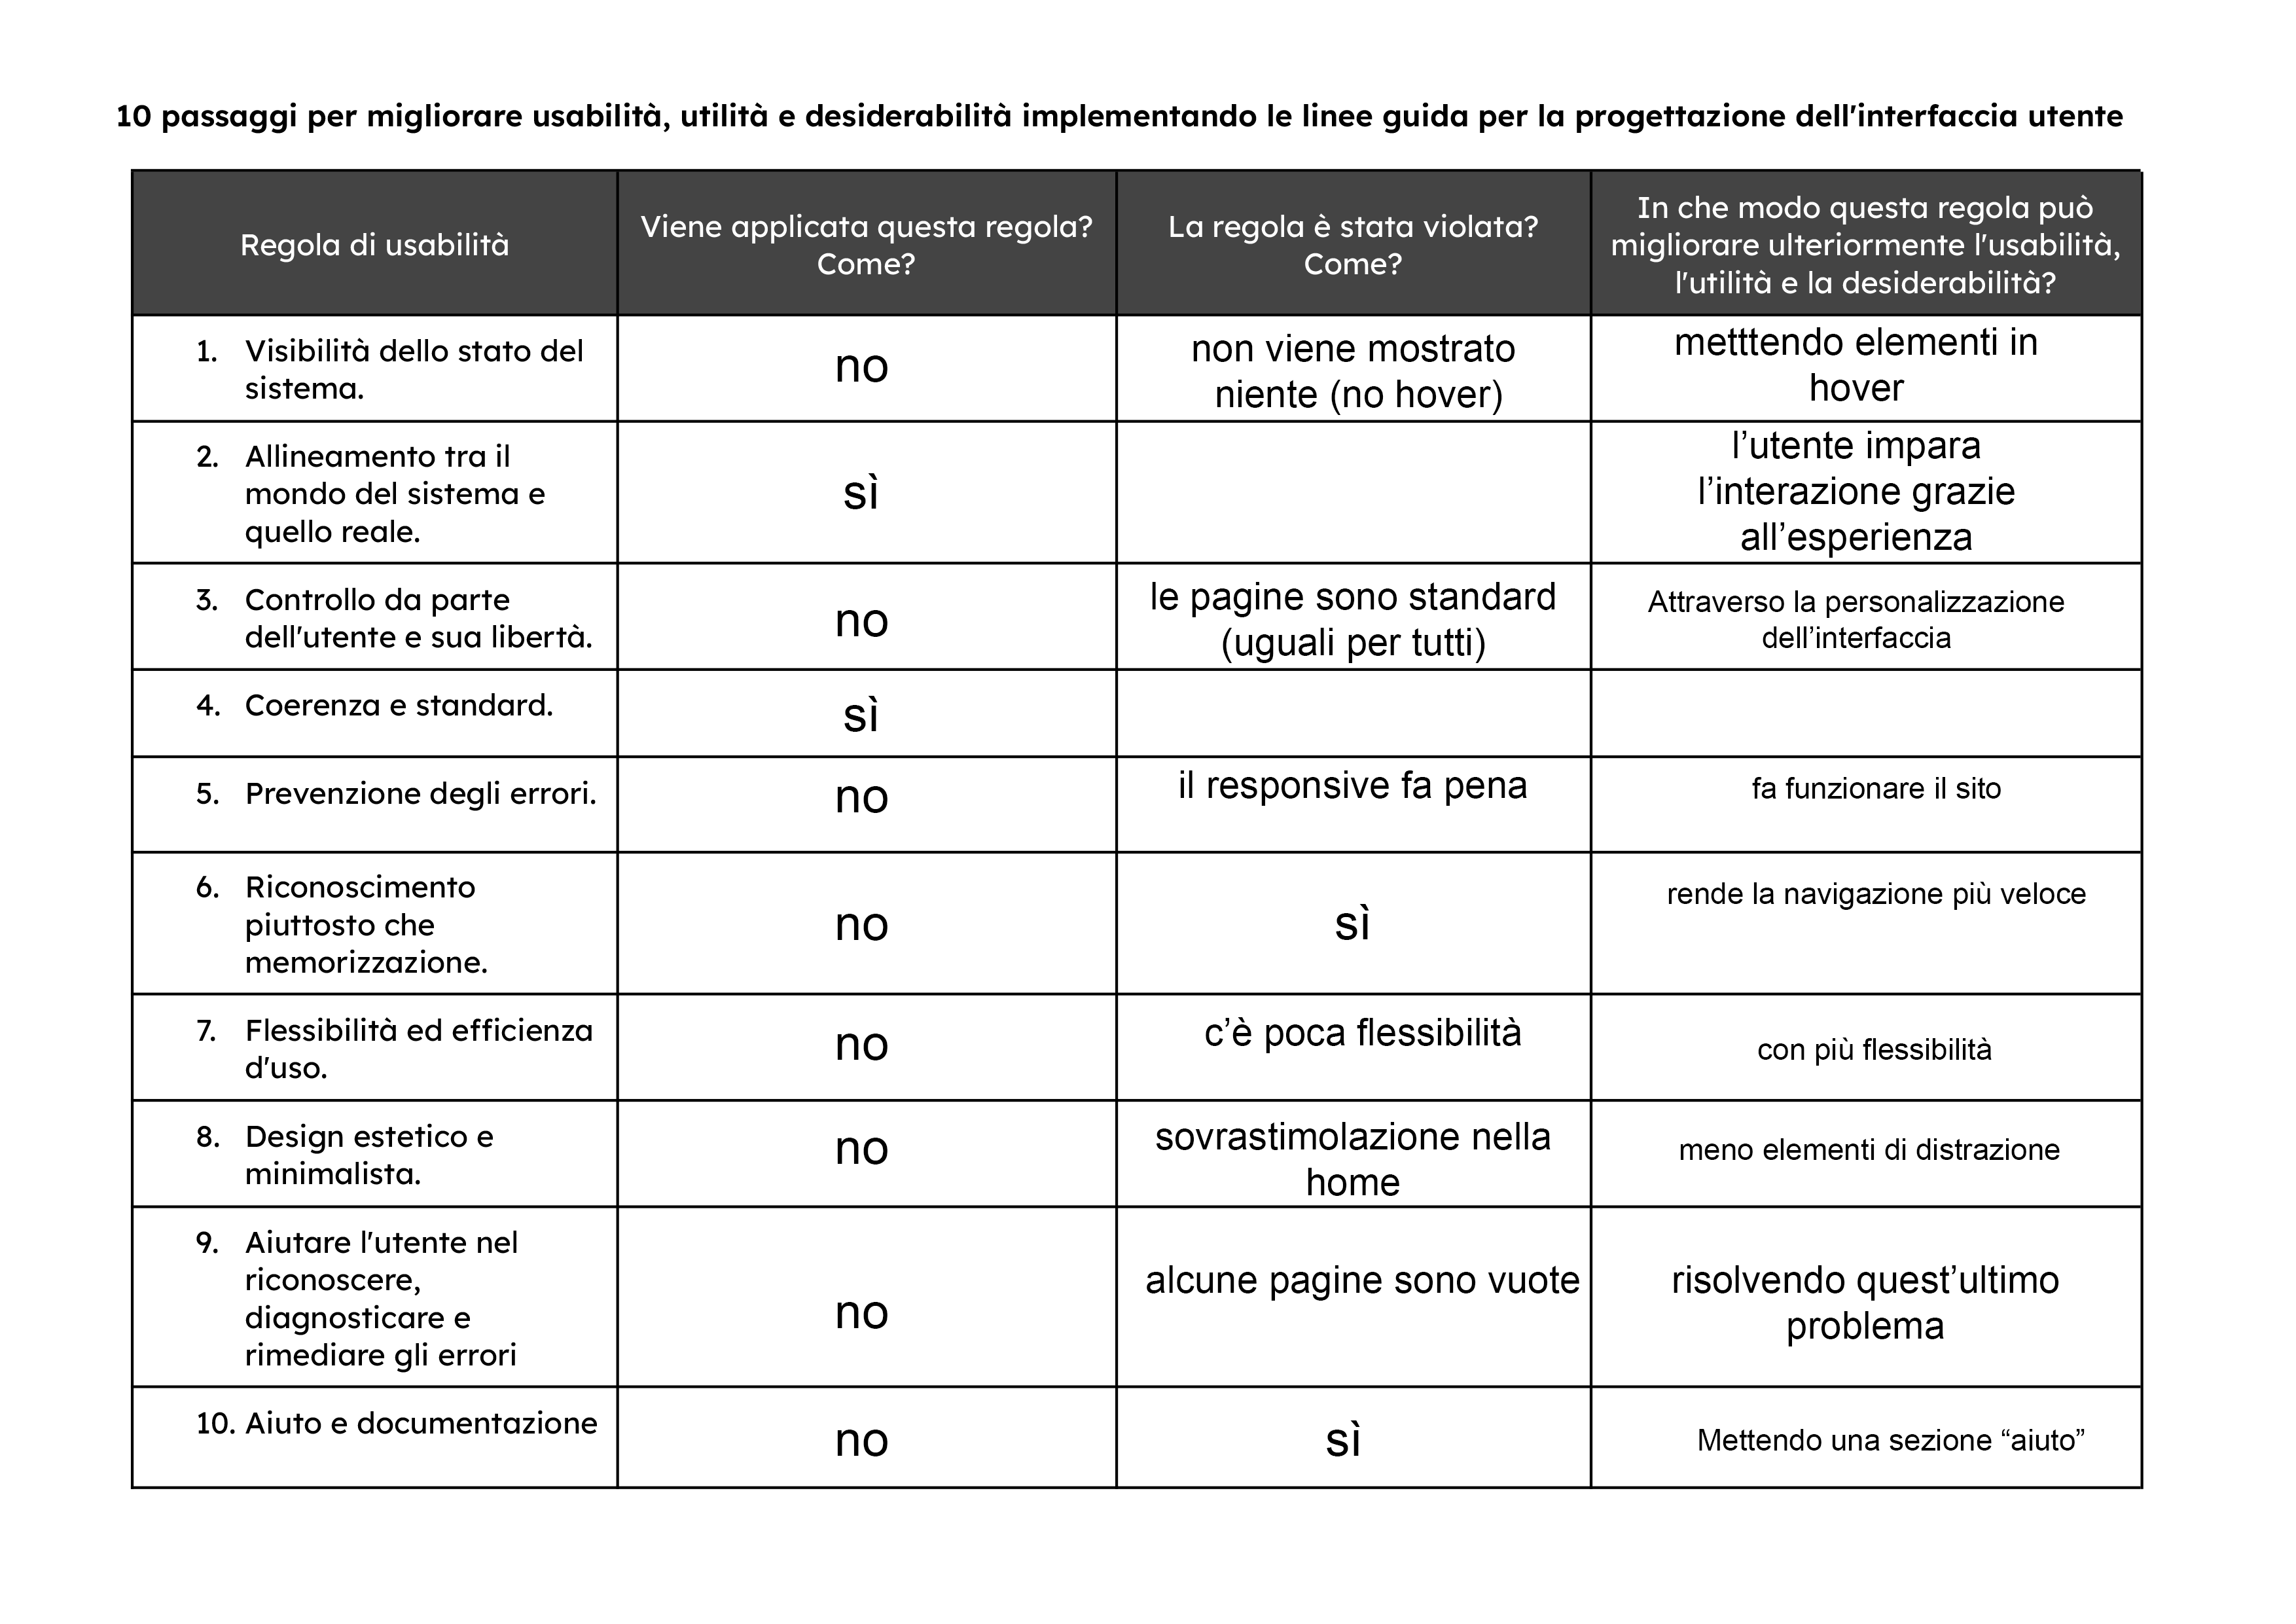 10 passaggi per migliorare usabilità, utilità e desiderabilità implementando le linee guida per la progettazione dell'interfaccia utente
Regola di usabilità
Viene applicata questa regola?
Come?
La regola è stata violata?
Come?
In che modo questa regola può
migliorare ulteriormente l'usabilità,
l'utilità e la desiderabilità?
1. Visibilità dello stato del
sistema.
no
non viene mostrato
niente (no hover)
metttendo elementi in
hover
2. Allineamento tra il
mondo del sistema e
quello reale.
sì
l’utente impara
l’interazione grazie
all’esperienza
3. Controllo da parte
dell'utente e sua libertà.
no
le pagine sono standard
(uguali per tutti)
Attraverso la personalizzazione
dell’interfaccia
4. Coerenza e standard.
sì
5. Prevenzione degli errori.
no
il responsive fa pena
fa funzionare il sito
6. Riconoscimento
piuttosto che
memorizzazione.
no
sì
rende la navigazione più veloce
7. Flessibilità ed efficienza
d'uso.
no
c’è poca flessibilità
con più flessibilità
8. Design estetico e
minimalista.
no
sovrastimolazione nella
home
meno elementi di distrazione
9. Aiutare l'utente nel
riconoscere,
diagnosticare e
rimediare gli errori
no
alcune pagine sono vuote
risolvendo quest’ultimo
problema
10. Aiuto e documentazione
no
sì
Mettendo una sezione “aiuto”